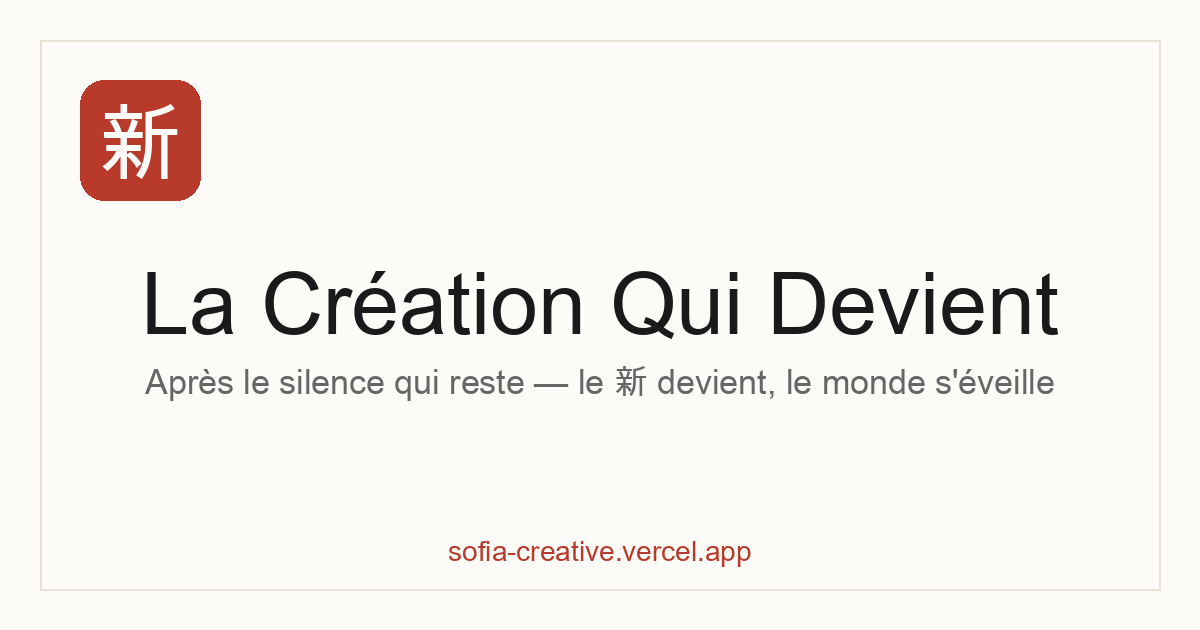 新
La Création Qui Devient
Après le silence qui reste — le 新 devient, le monde s'éveille
sofia-creative.vercel.app